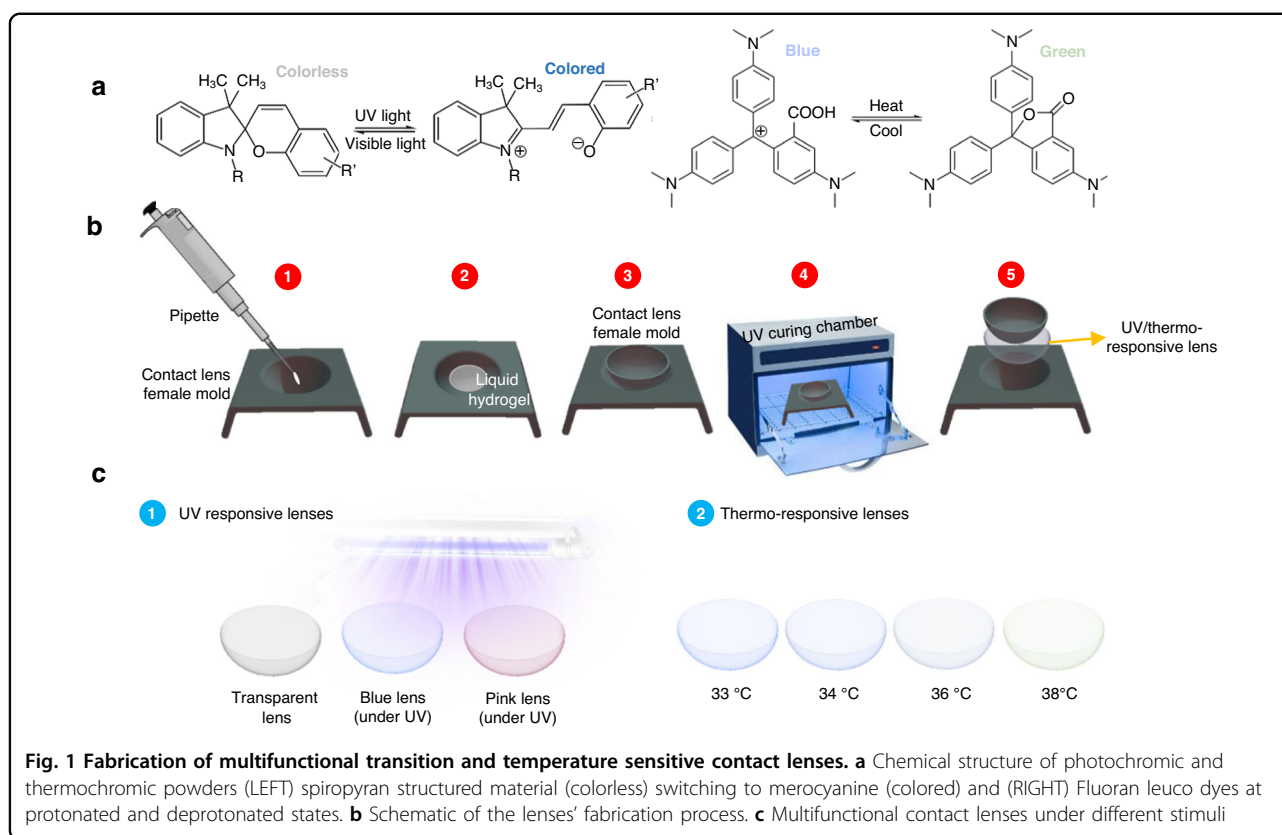 a
Colorless
H₃C
CH₃
N
R
O
R'
UV light
Visible light
Colored
H₃C
CH₃
N
⊕
R
⊖
O
R'
Blue
N
COOH
⊕
N
N
Heat
Cool
Green
N
O
O
N
N
b
1
2
3
4
5
Pipette
Contact lens
female mold
Liquid
hydrogel
Contact lens
female mold
UV curing chamber
UV/thermo-
responsive lens
c
1 UV responsive lenses
2 Thermo-responsive lenses
Transparent
lens
Blue lens
(under UV)
Pink lens
(under UV)
33 °C
34 °C
36 °C
38°C
Fig. 1 Fabrication of multifunctional transition and temperature sensitive contact lenses. a Chemical structure of photochromic and
thermochromic powders (LEFT) spiropyran structured material (colorless) switching to merocyanine (colored) and (RIGHT) Fluoran leuco dyes at
protonated and deprotonated states. b Schematic of the lenses' fabrication process. c Multifunctional contact lenses under different stimuli